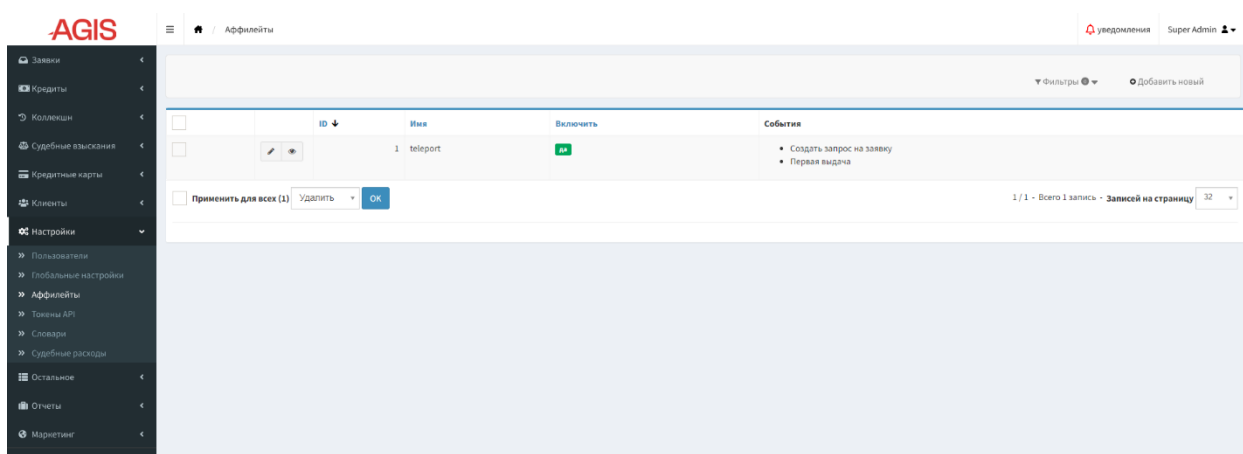 AGIS
/ Аффилейты
уведомления
Super Admin
Заявки
Кредиты
Коллекшн
Судебные взыскания
Кредитные карты
Клиенты
Настройки
Пользователи
Глобальные настройки
Аффилейты
Токены API
Словари
Судебные расходы
Остальное
Отчеты
Маркетинг
Фильтры 0
Добавить новый
ID Имя Включить События
1 teleport да
• Создать запрос на заявку
• Первая выдача
Применить для всех (1) Удалить OK
1 / 1 - Всего 1 запись - Записей на страницу 32